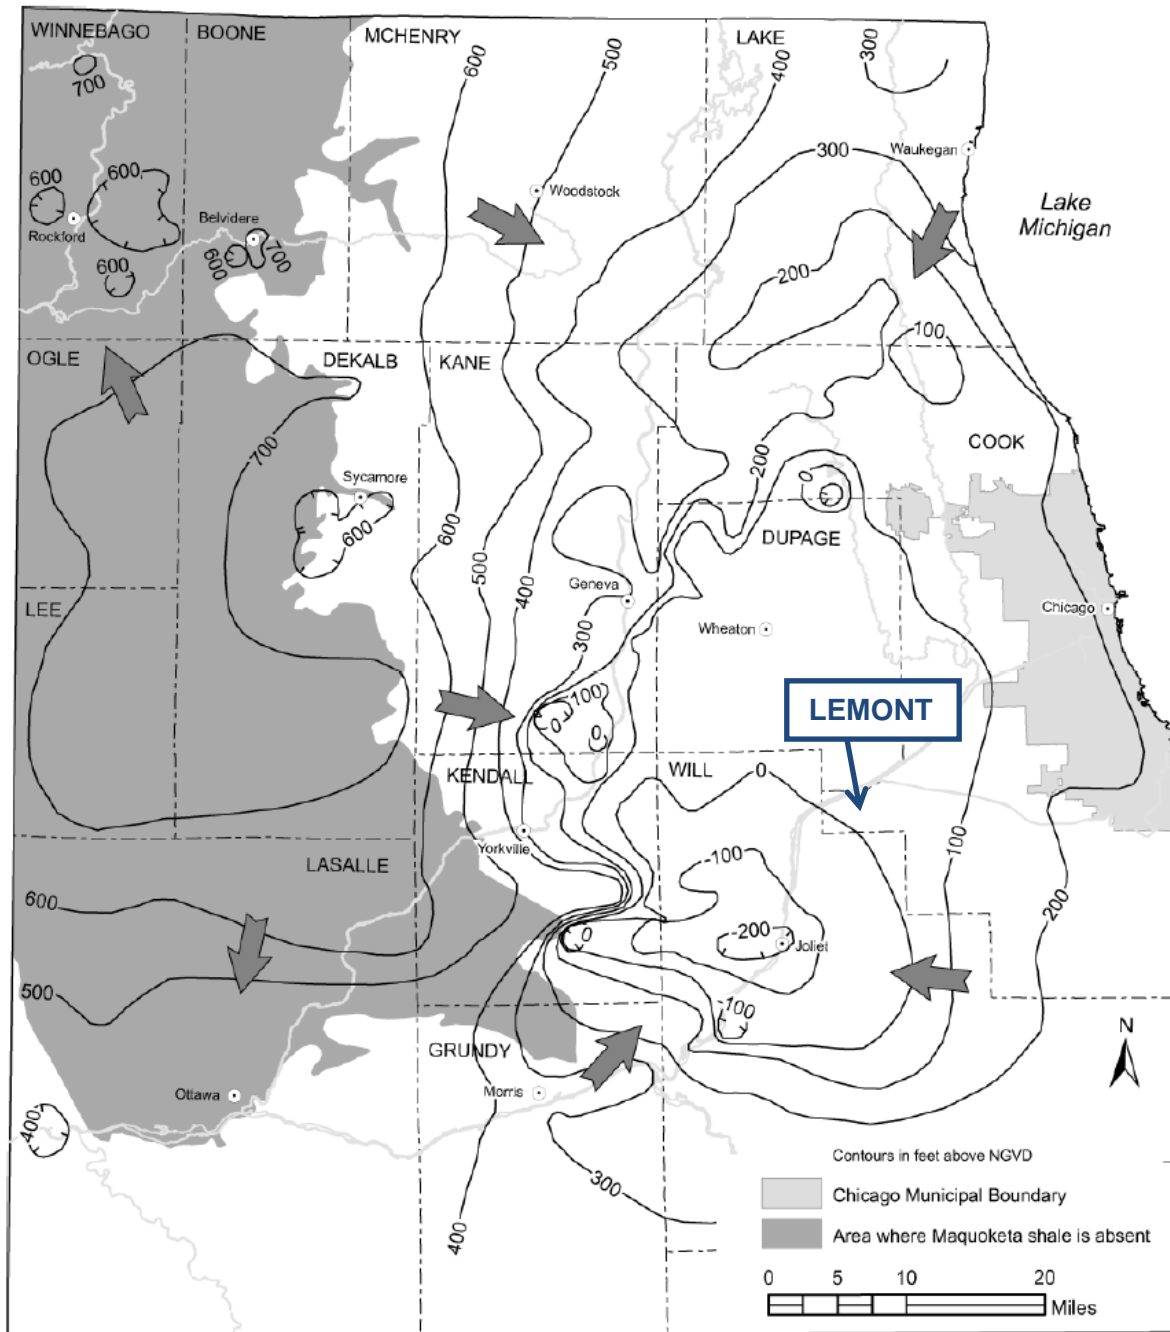 WINNEBAGO
BOONE
MCHENRY
LAKE
600
500
400
300
700
600
600
300
Waukegan
Woodstock
Lake
Michigan
Rockford
Belvidere
600
700
600
200
100
OGLE
DEKALB
KANE
700
COOK
200
Sycamore
0
600
600
DUPAGE
500
400
Geneva
Chicago
LEE
300
Wheaton
100
0
0
LEMONT
KENDALL
WILL
0
Yorkville
100
-100
LASALLE
600
200
0
-200
Joliet
500
-100
N
GRUNDY
Morris
Ottawa
400
300
400
Contours in feet above NGVD
Chicago Municipal Boundary
Area where Maquoketa shale is absent
0 5 10 20
Miles